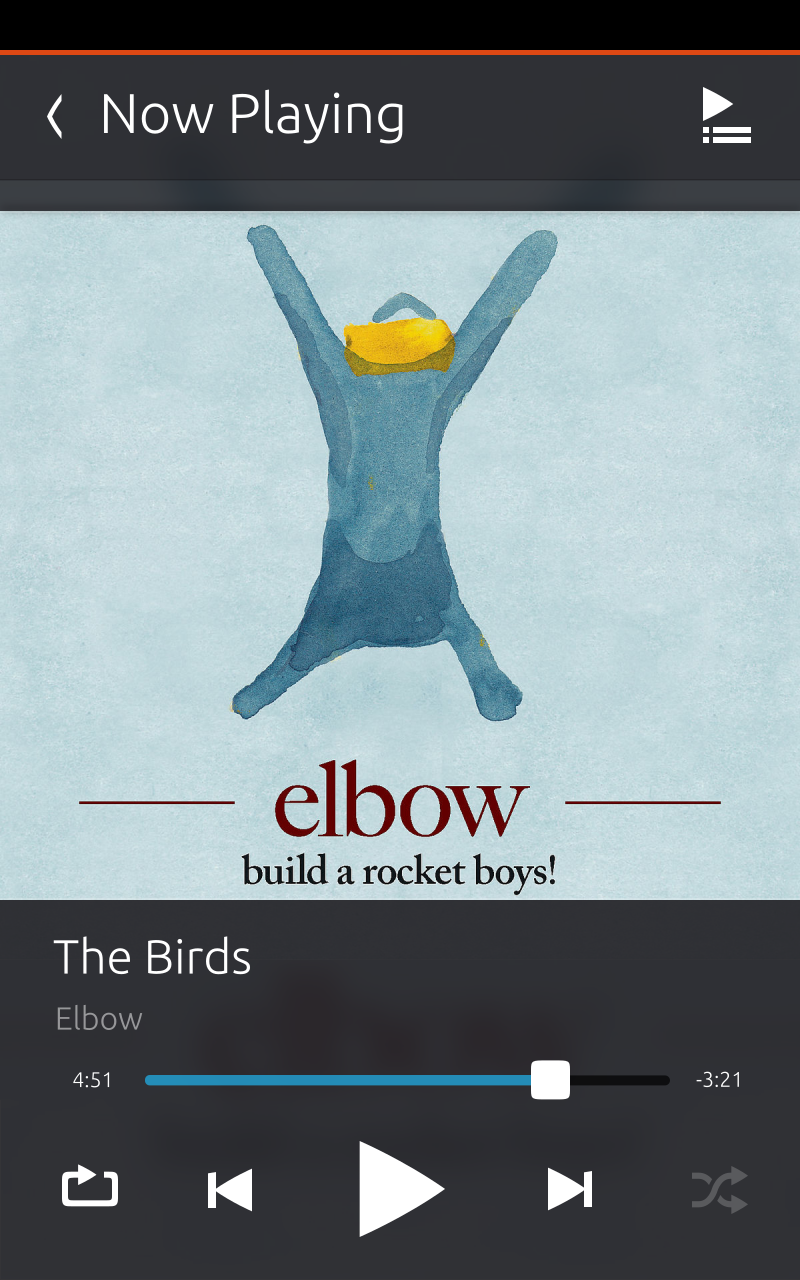 Now Playing
elbow
build a rocket boys!
The Birds
Elbow
4:51 -3:21